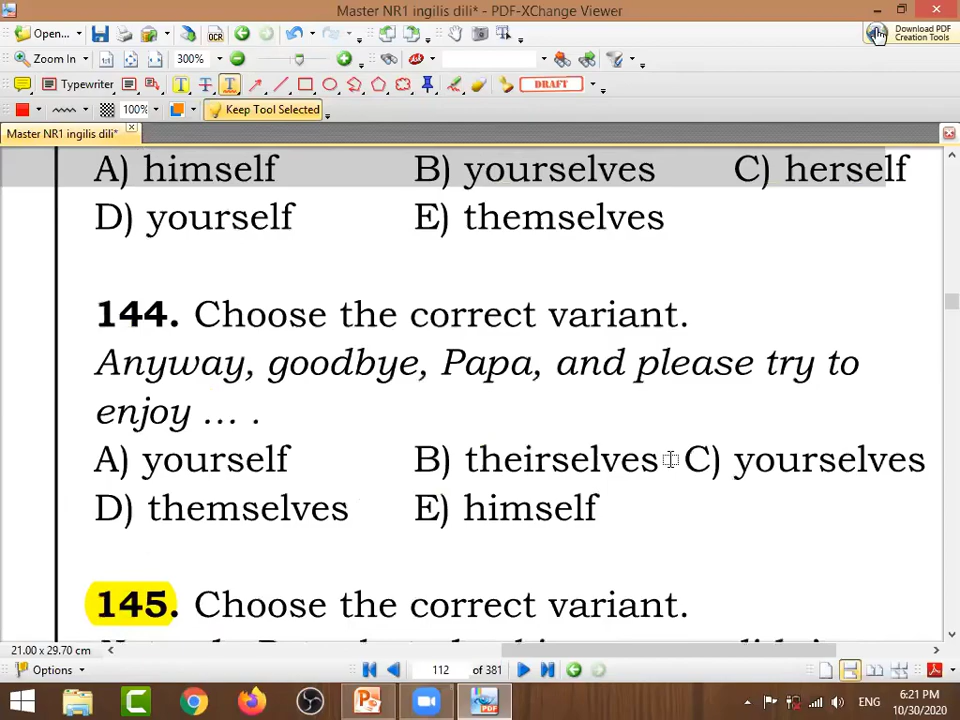 Master NR1 ingilis dili* - PDF-XChange Viewer
Open...
OCR
Download PDF
Creation Tools
Zoom In
300%
Typewriter
DRAFT
100%
Keep Tool Selected
Master NR1 ingilis dili*
A) himself B) yourselves C) herself
D) yourself E) themselves
144. Choose the correct variant.
Anyway, goodbye, Papa, and please try to
enjoy ... .
A) yourself B) theirselves C) yourselves
D) themselves E) himself
145. Choose the correct variant.
21.00 x 29.70 cm
Options
112 of 381
ENG
6:21 PM
10/30/2020